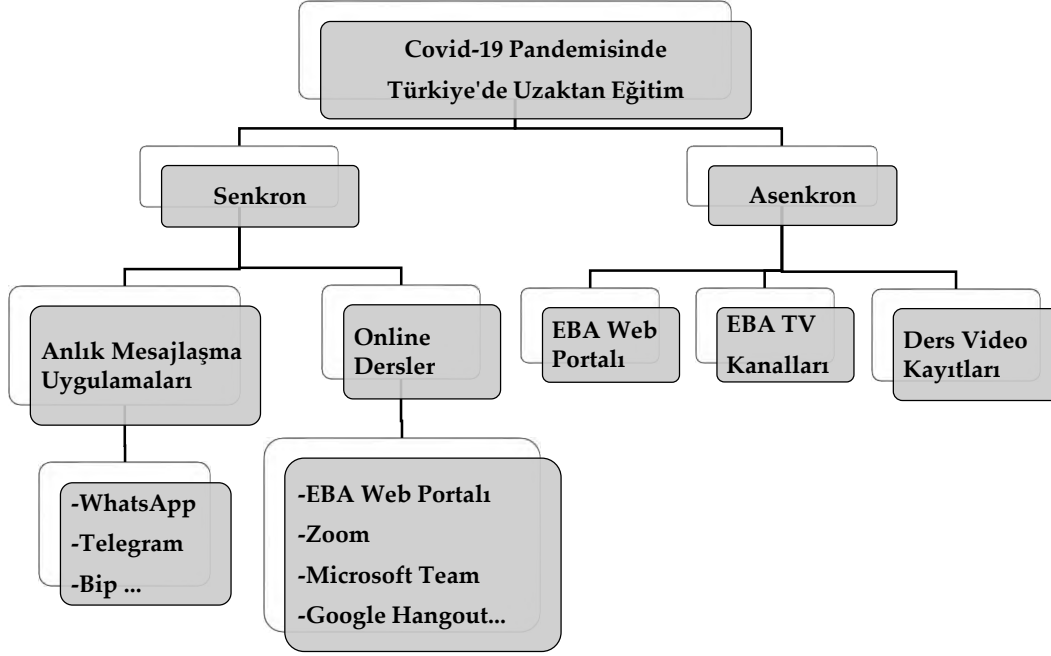 Covid-19 Pandemisinde
Türkiye'de Uzaktan Eğitim
Senkron
Asenkron
Anlık Mesajlaşma
Uygulamaları
Online
Dersler
EBA Web
Portalı
EBA TV
Kanalları
Ders Video
Kayıtları
-WhatsApp
-Telegram
-Bip ...
-EBA Web Portalı
-Zoom
-Microsoft Team
-Google Hangout...